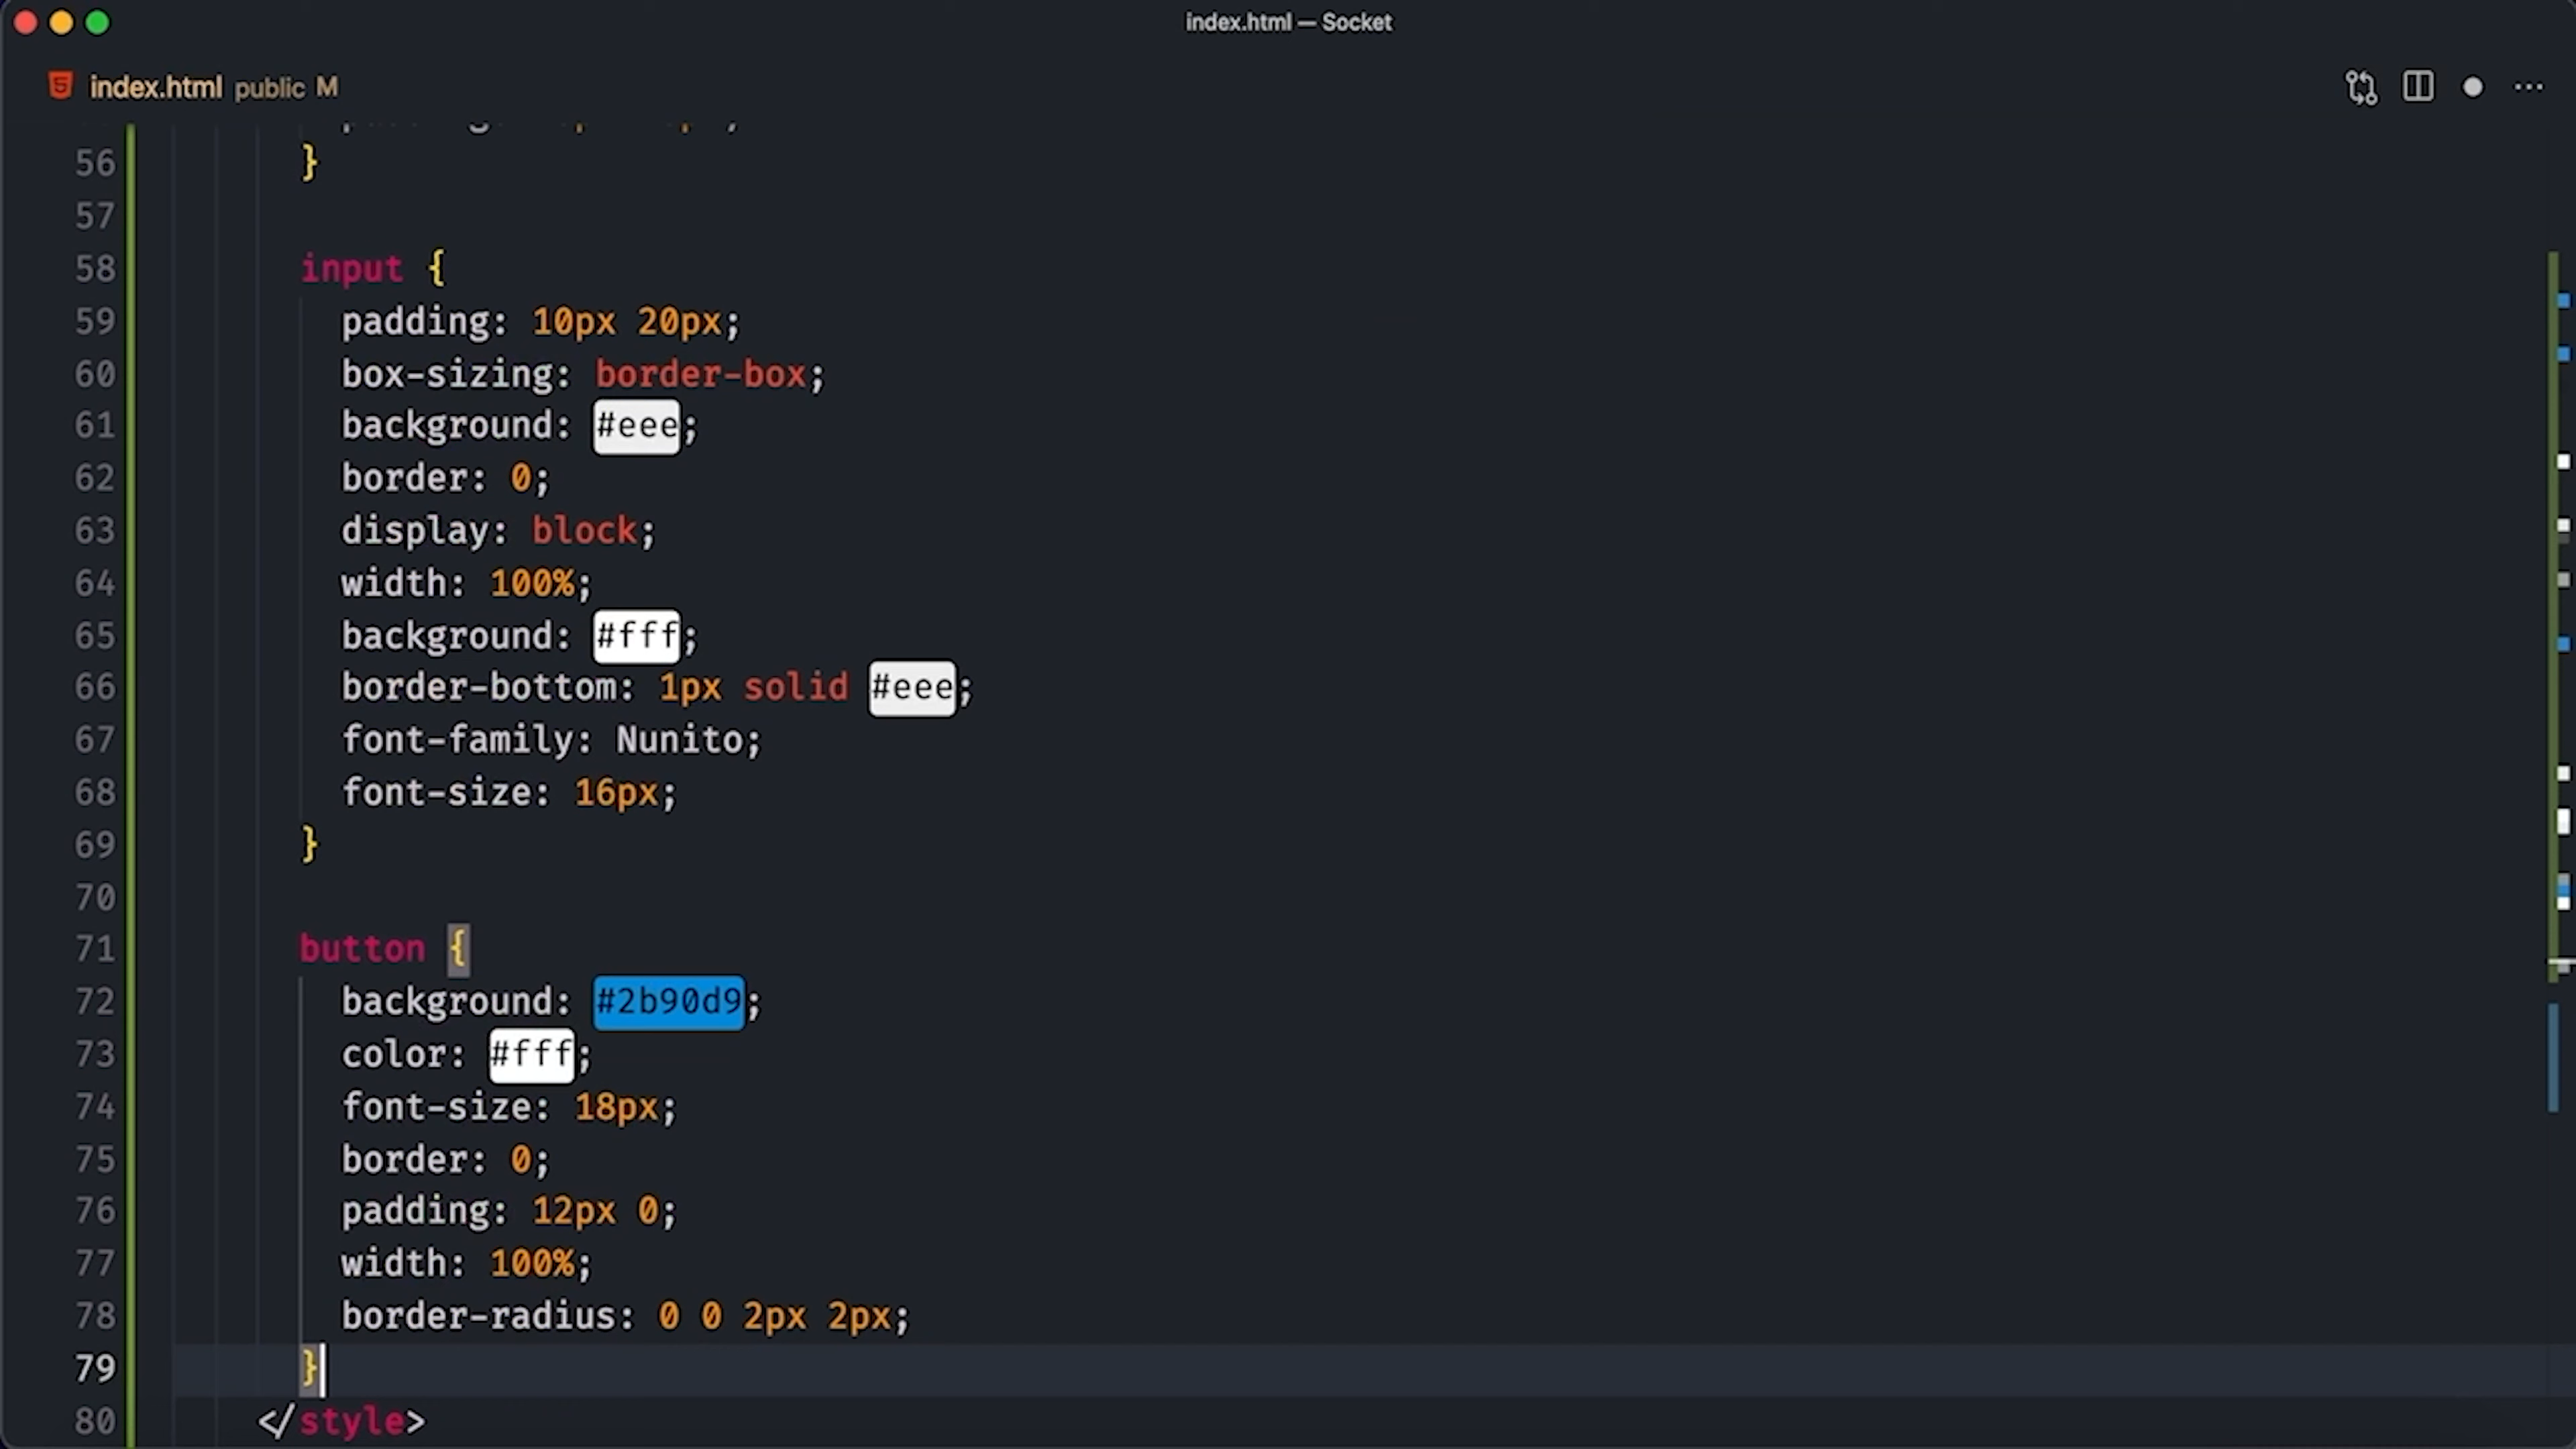 index.html — Socket
index.html public M
56 }
57
58 input {
59 padding: 10px 20px;
60 box-sizing: border-box;
61 background: #eee;
62 border: 0;
63 display: block;
64 width: 100%;
65 background: #fff;
66 border-bottom: 1px solid #eee;
67 font-family: Nunito;
68 font-size: 16px;
69 }
70
71 button {
72 background: #2b90d9;
73 color: #fff;
74 font-size: 18px;
75 border: 0;
76 padding: 12px 0;
77 width: 100%;
78 border-radius: 0 0 2px 2px;
79 }
80 </style>